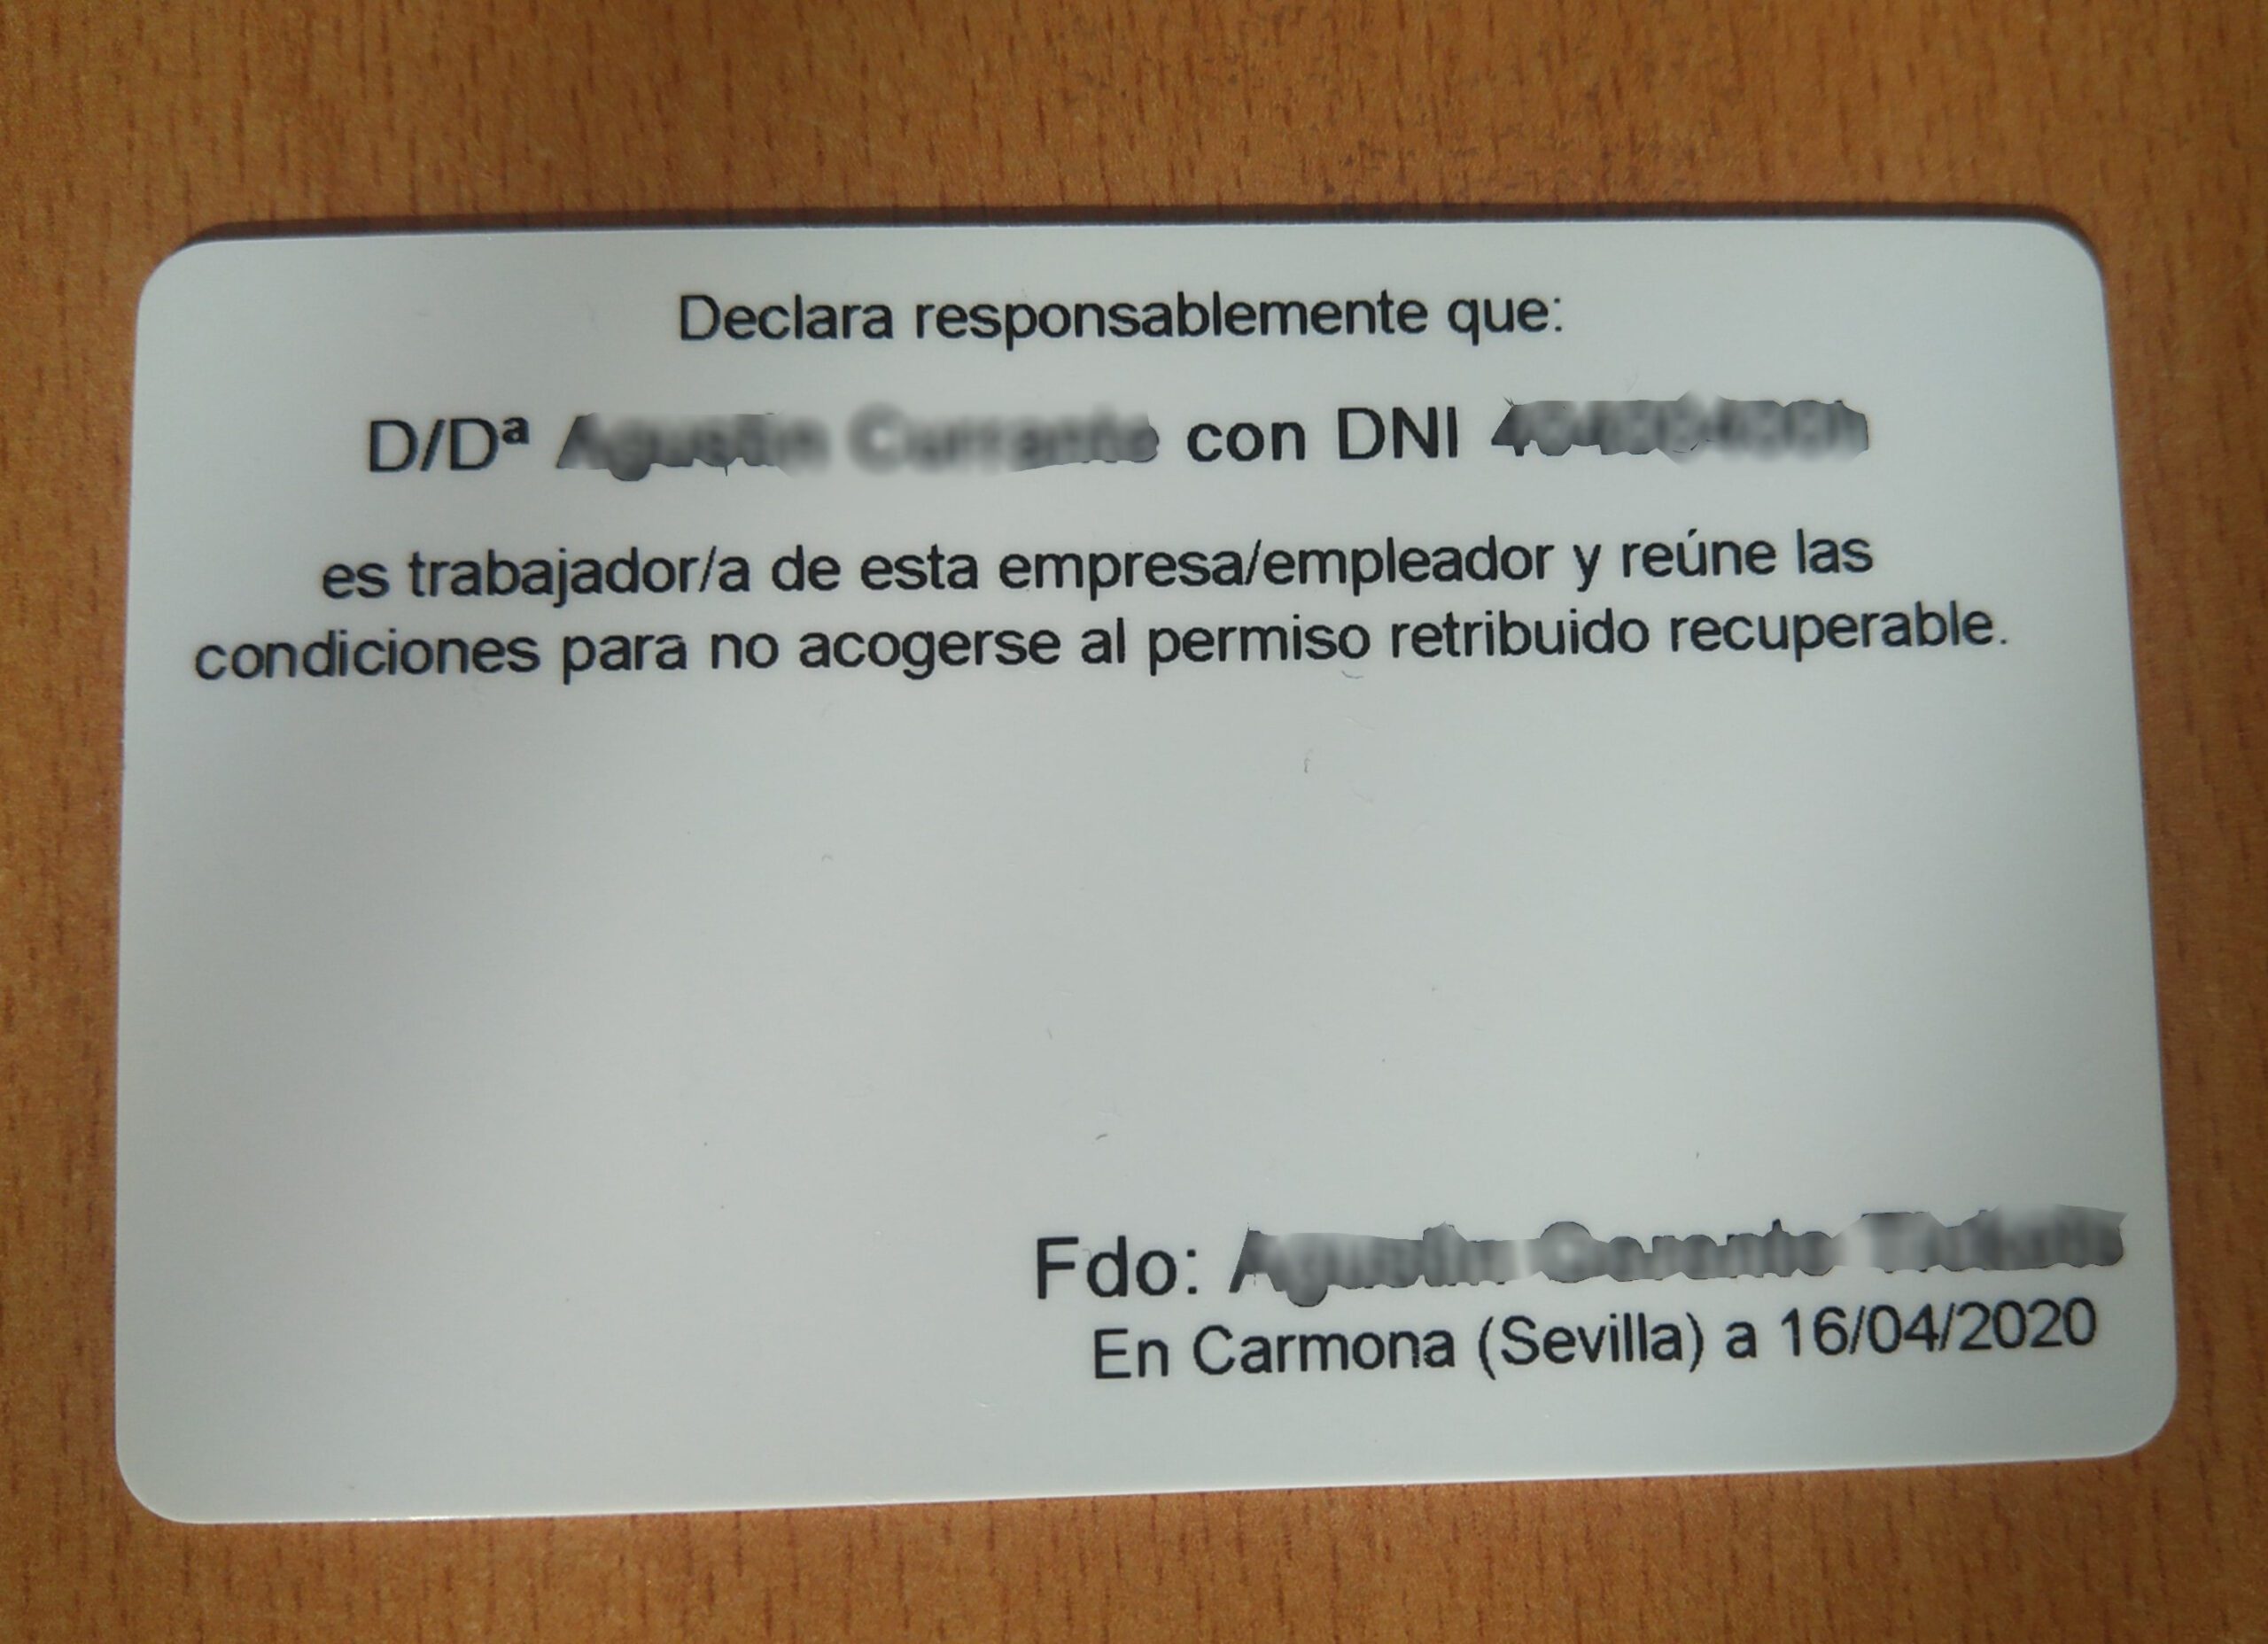 Declara responsablemente que:
D/Dª con DNI
es trabajador/a de esta empresa/empleador y reúne las
condiciones para no acogerse al permiso retribuido recuperable.
Fdo:
En Carmona (Sevilla) a 16/04/2020